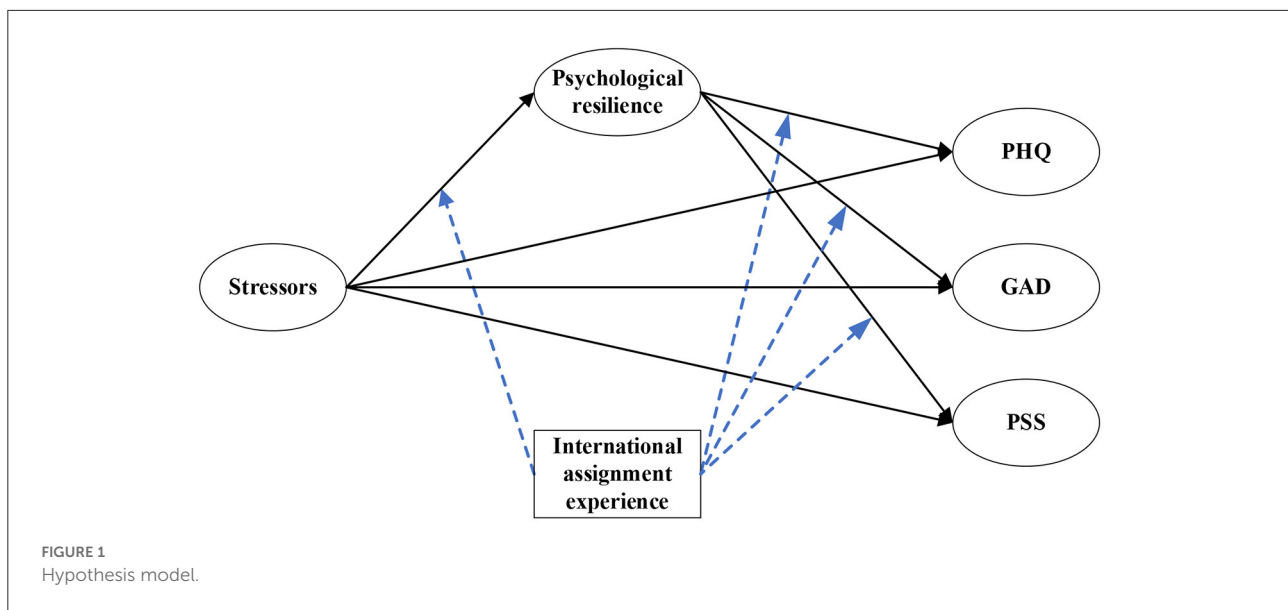 Psychological
resilience
PHQ
Stressors
GAD
PSS
International
assignment
experience
FIGURE 1
Hypothesis model.